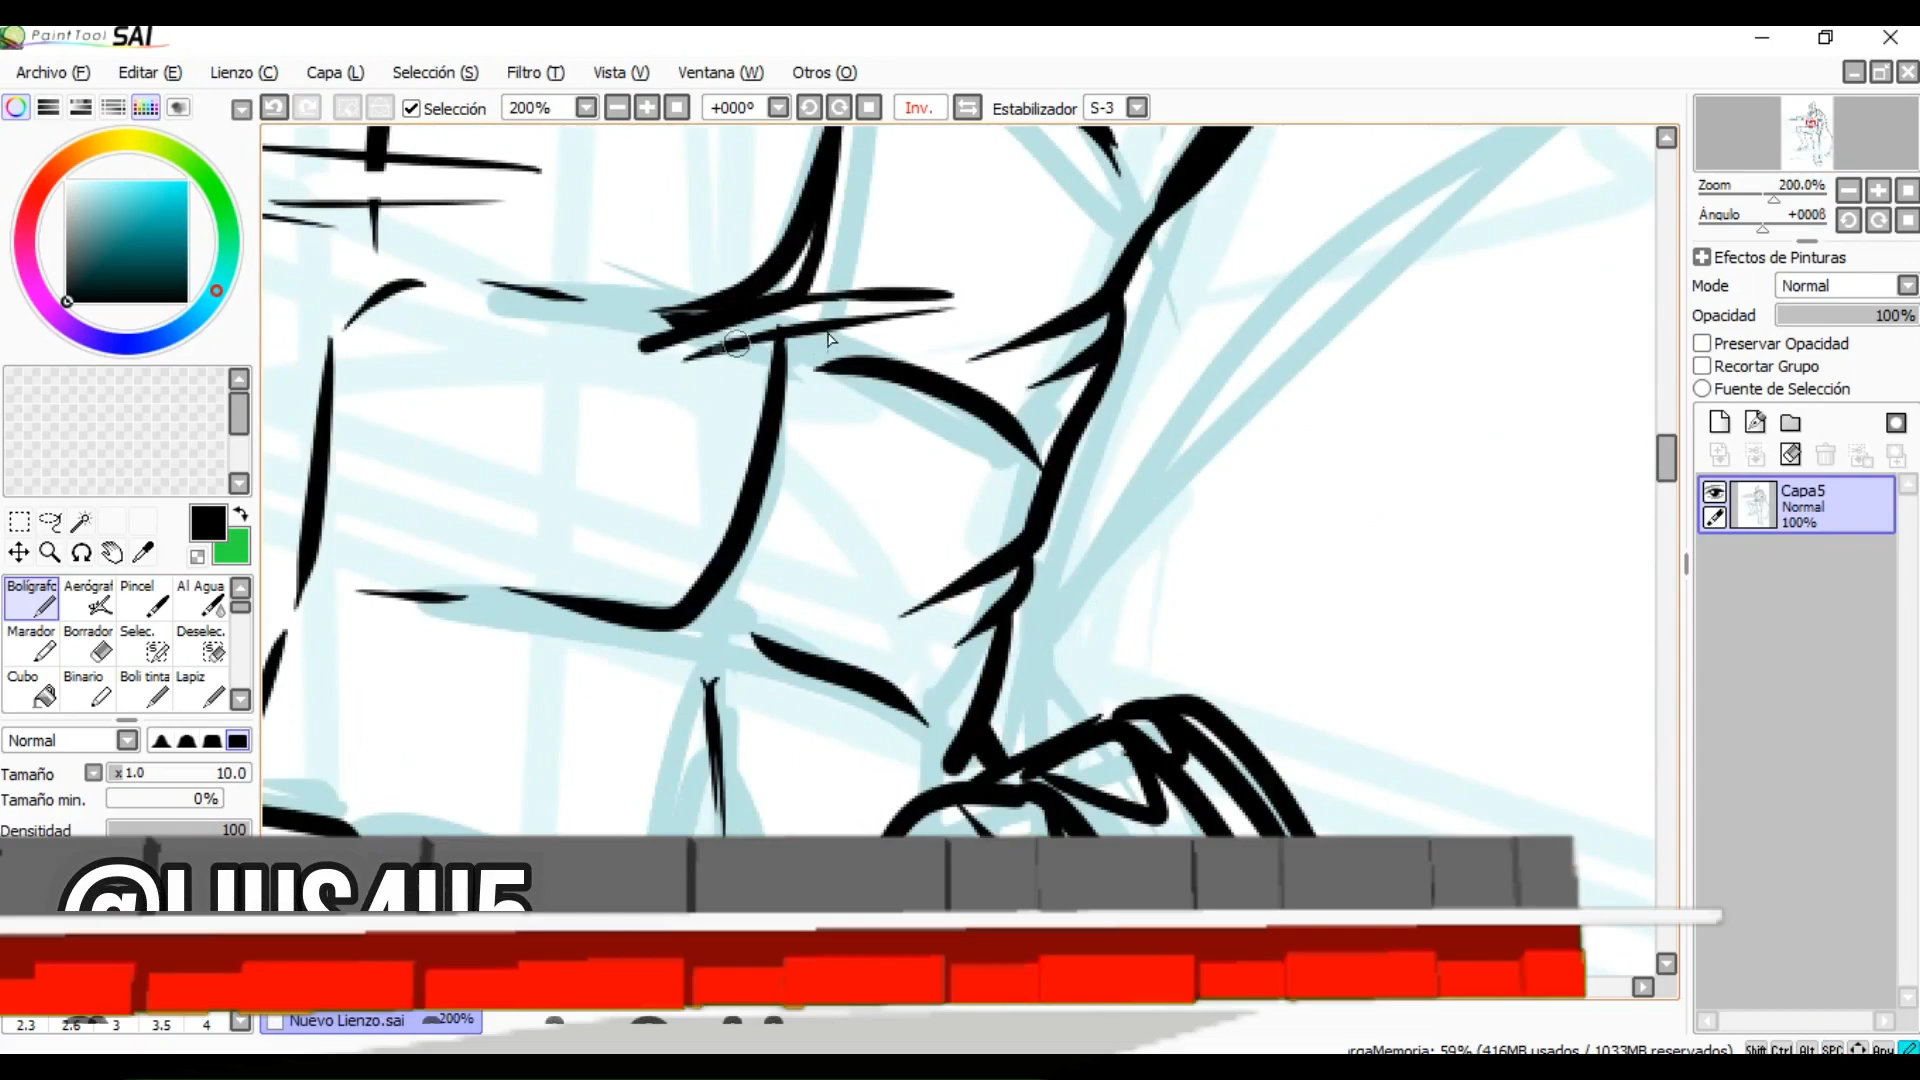 PaintTool SAI
Archivo (F) Editar (E) Lienzo (C) Capa (L) Selección (S) Filtro (T) Vista (V) Ventana (W) Otros (O)
Selección 200% +000º Inv. Estabilizador S-3
Zoom 200.0%
Ángulo
Efectos de Pinturas
Mode Normal
Opacidad 100%
Preservar Opacidad
Recortar Grupo
Fuente de Selección
Capa5
Normal
100%
Bolígrafo Aerógraf Pincel Al Agua
Marador Borrador Selec. Deselec.
Cubo Binario Boli tinta Lapiz
Normal
Tamaño x 1.0 10.0
Tamaño min. 0%
Densitidad 100
2.3 2.6 3 3.5 4
Nuevo Lienzo.sai 200%
rgaMemoria: 59% (416MB usados / 1033MB reservados) Shift Ctrl Alt SPC Any